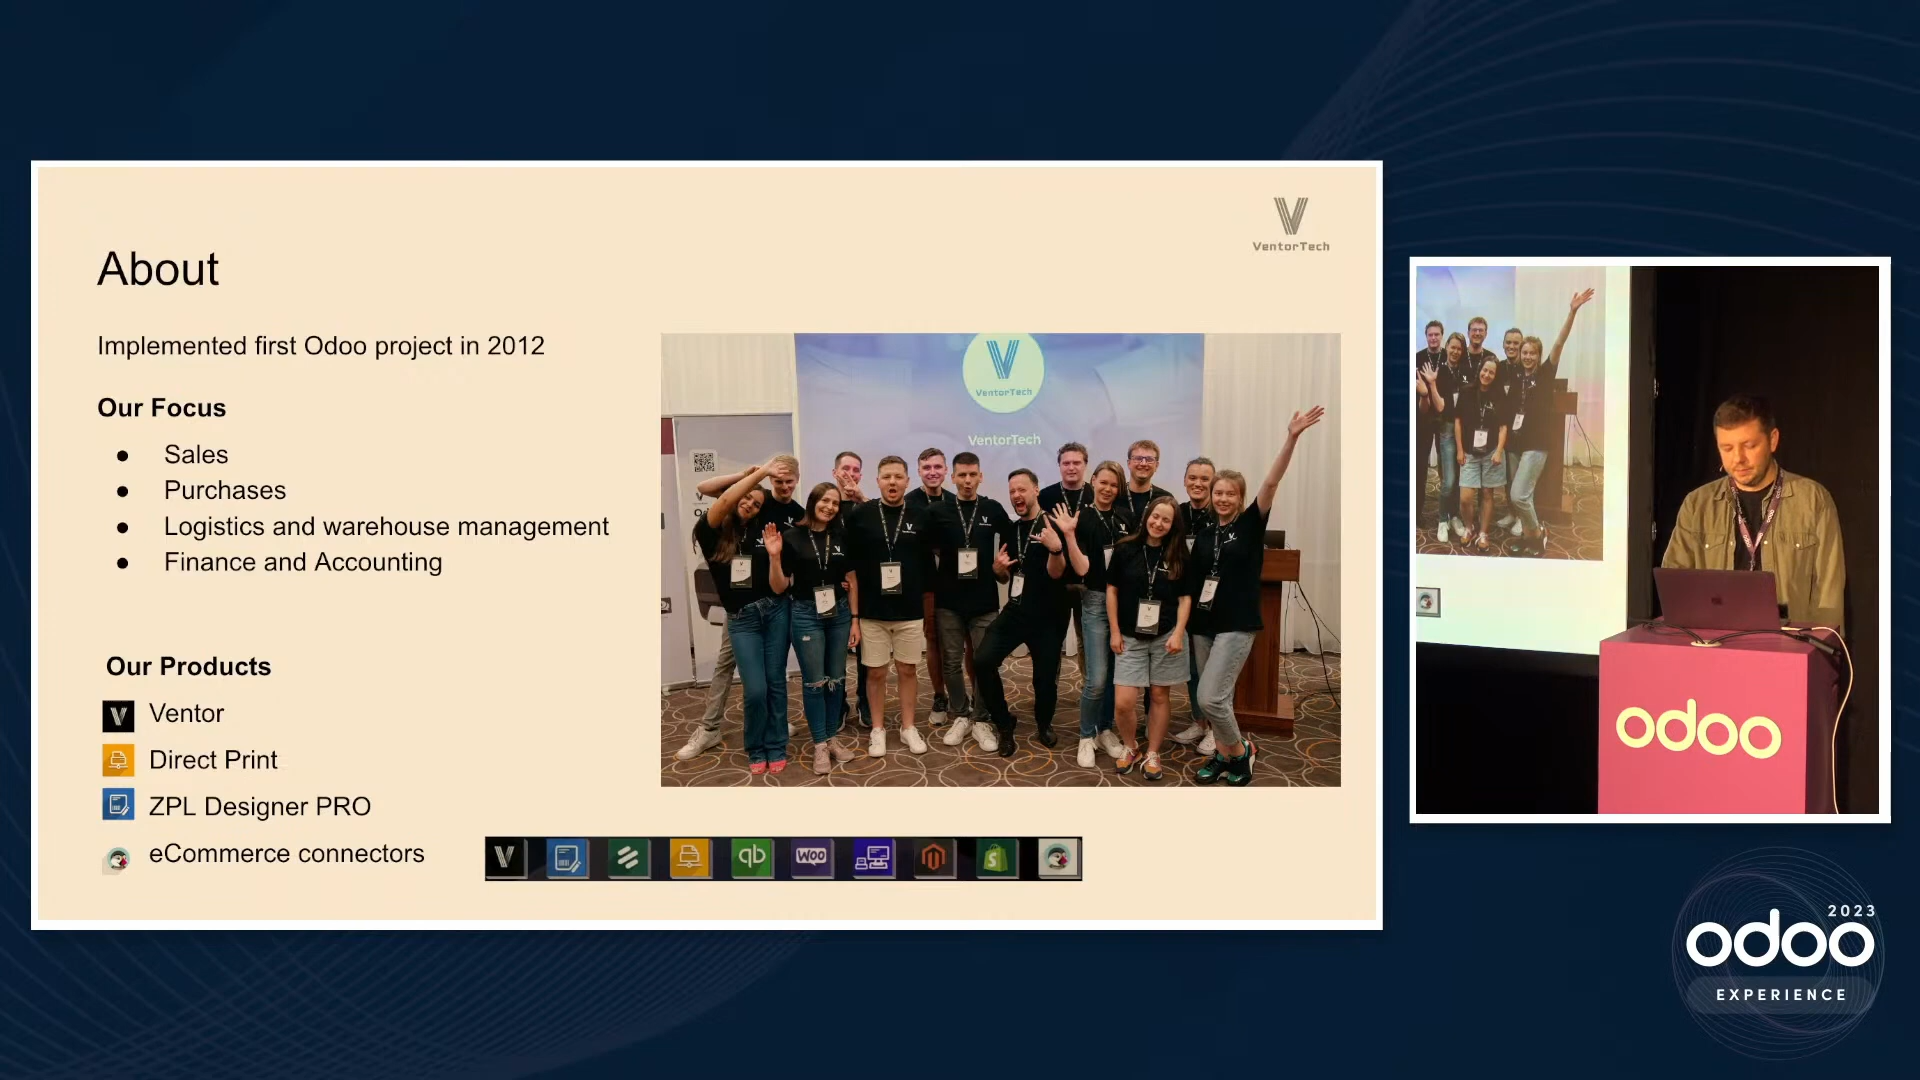 VentorTech
About
Implemented first Odoo project in 2012
Our Focus
● Sales
● Purchases
● Logistics and warehouse management
● Finance and Accounting
Our Products
Ventor
Direct Print
ZPL Designer PRO
eCommerce connectors
VentorTech
VentorTech
qb
WOO
odoo
2023
odoo
EXPERIENCE